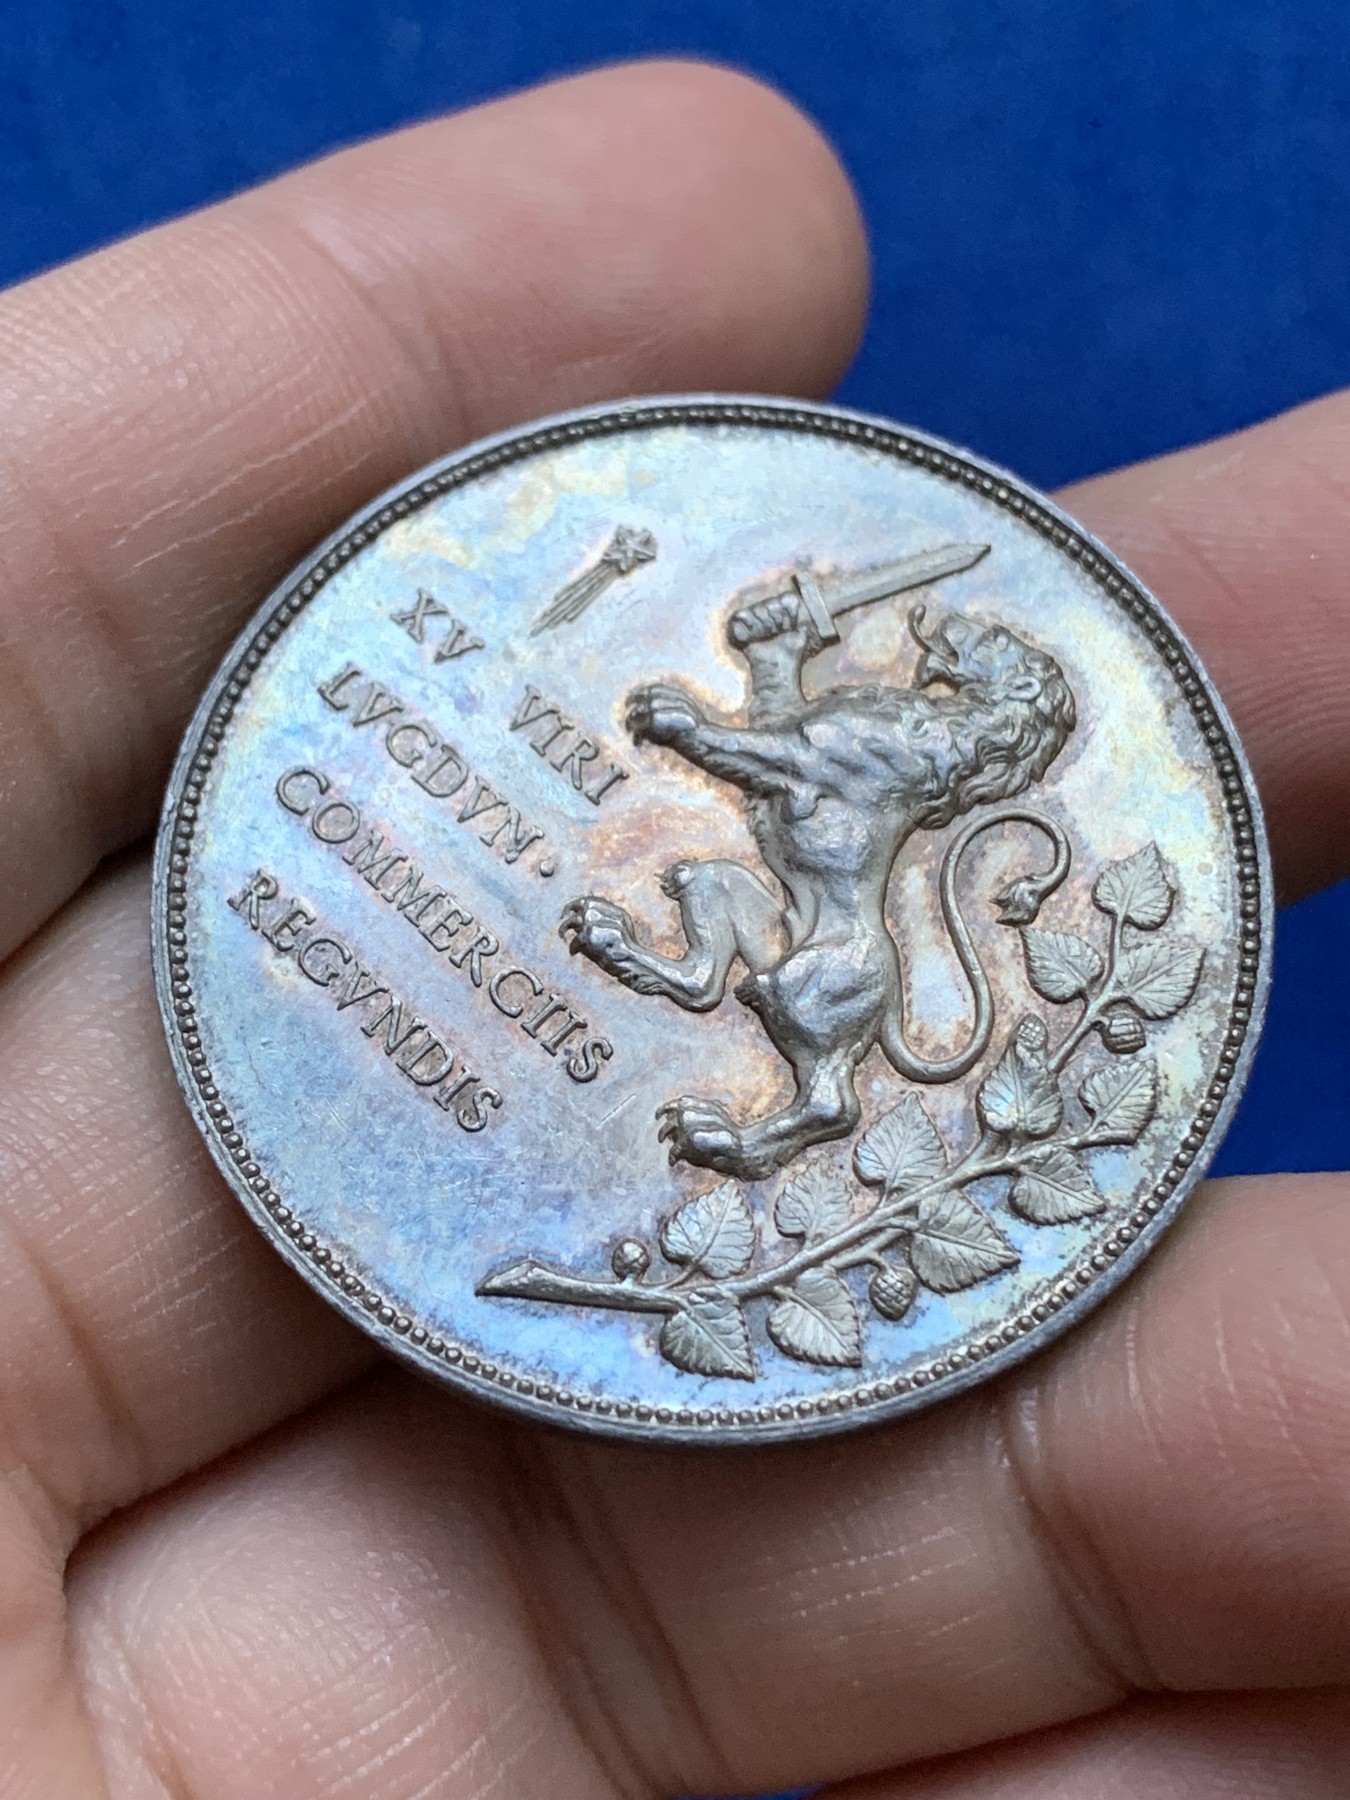 XV VIRI
LVGDVN.
COMMERCIIS
REGVNDIS